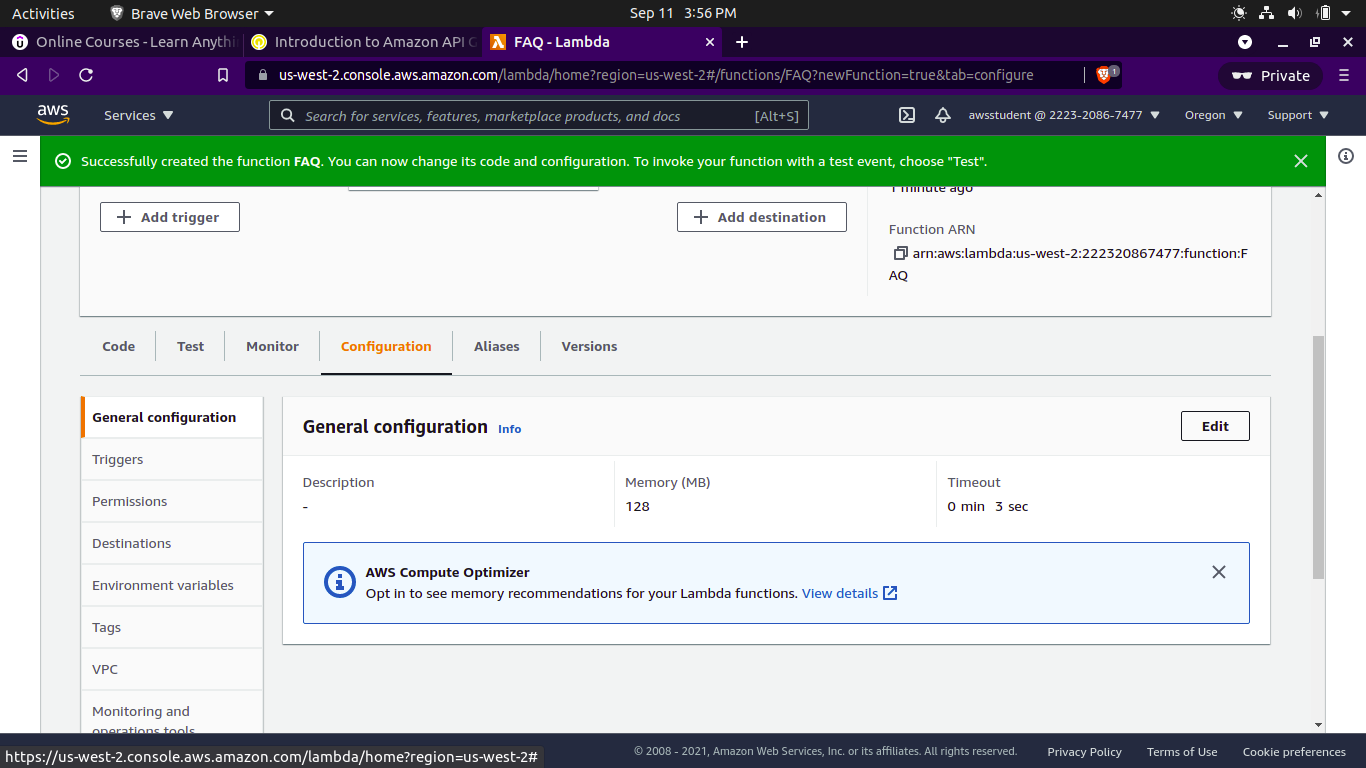 Activities
Brave Web Browser
Sep 11 3:56 PM
Online Courses - Learn Anythi
Introduction to Amazon API G
FAQ - Lambda
us-west-2.console.aws.amazon.com/lambda/home?region=us-west-2#/functions/FAQ?newFunction=true&tab=configure
1
Private
aws
Services
Search for services, features, marketplace products, and docs
[Alt+S]
awsstudent @ 2223-2086-7477
Oregon
Support
Successfully created the function FAQ. You can now change its code and configuration. To invoke your function with a test event, choose "Test".
1 minute ago
Add trigger
Add destination
Function ARN
arn:aws:lambda:us-west-2:222320867477:function:F
AQ
Code
Test
Monitor
Configuration
Aliases
Versions
General configuration
Triggers
Permissions
Destinations
Environment variables
Tags
VPC
Monitoring and
operations tools
General configuration Info
Edit
Description
-
Memory (MB)
128
Timeout
0 min 3 sec
AWS Compute Optimizer
Opt in to see memory recommendations for your Lambda functions. View details
© 2008 - 2021, Amazon Web Services, Inc. or its affiliates. All rights reserved.
Privacy Policy
Terms of Use
Cookie preferences
https://us-west-2.console.aws.amazon.com/lambda/home?region=us-west-2#